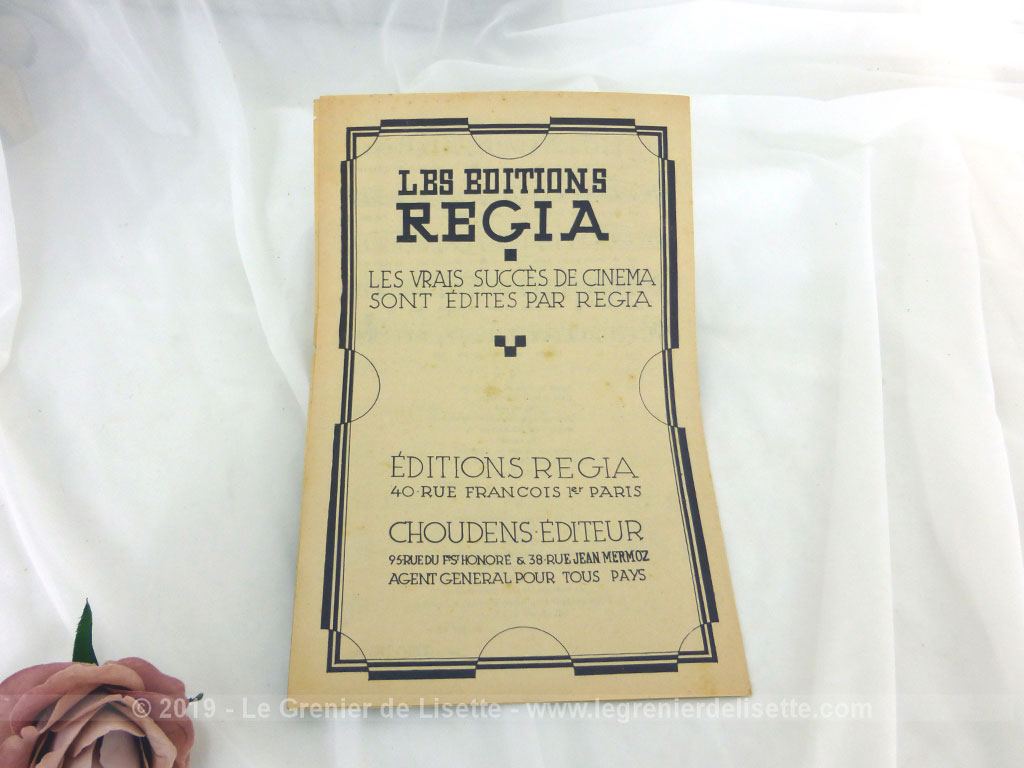 LES EDITIONS
REGIA
LES VRAIS SUCCÈS DE CINEMA
SONT ÉDITES PAR REGIA
ÉDITIONS REGIA
40·RUE FRANCOIS 1er PARIS
CHOUDENS·ÉDITEUR
95·RUE DU Fg St HONORÉ & 38·RUE JEAN MERMOZ
AGENT GENERAL POUR TOUS PAYS
© 2019 - Le Grenier de Lisette - www.legrenierdelisette.com